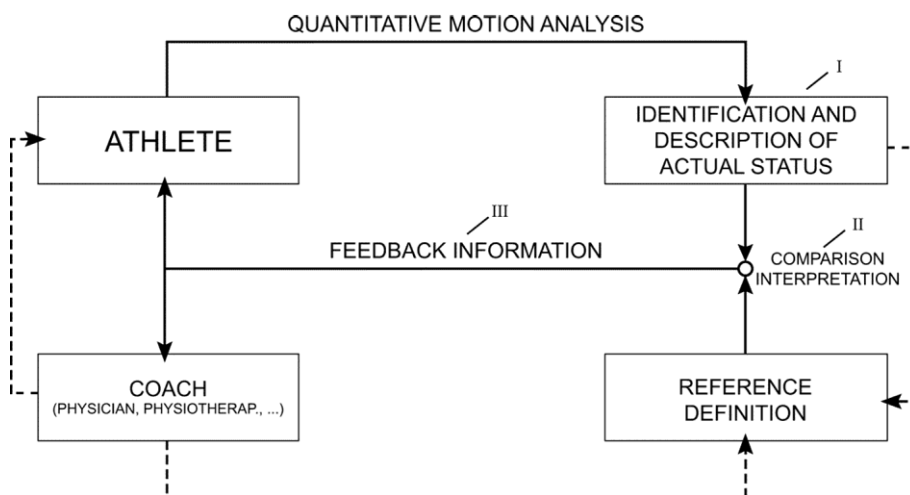 QUANTITATIVE MOTION ANALYSIS
I
ATHLETE
IDENTIFICATION AND
DESCRIPTION OF
ACTUAL STATUS
III
FEEDBACK INFORMATION
II
COMPARISON
INTERPRETATION
COACH
(PHYSICIAN, PHYSIOTHERAP., ...)
REFERENCE
DEFINITION